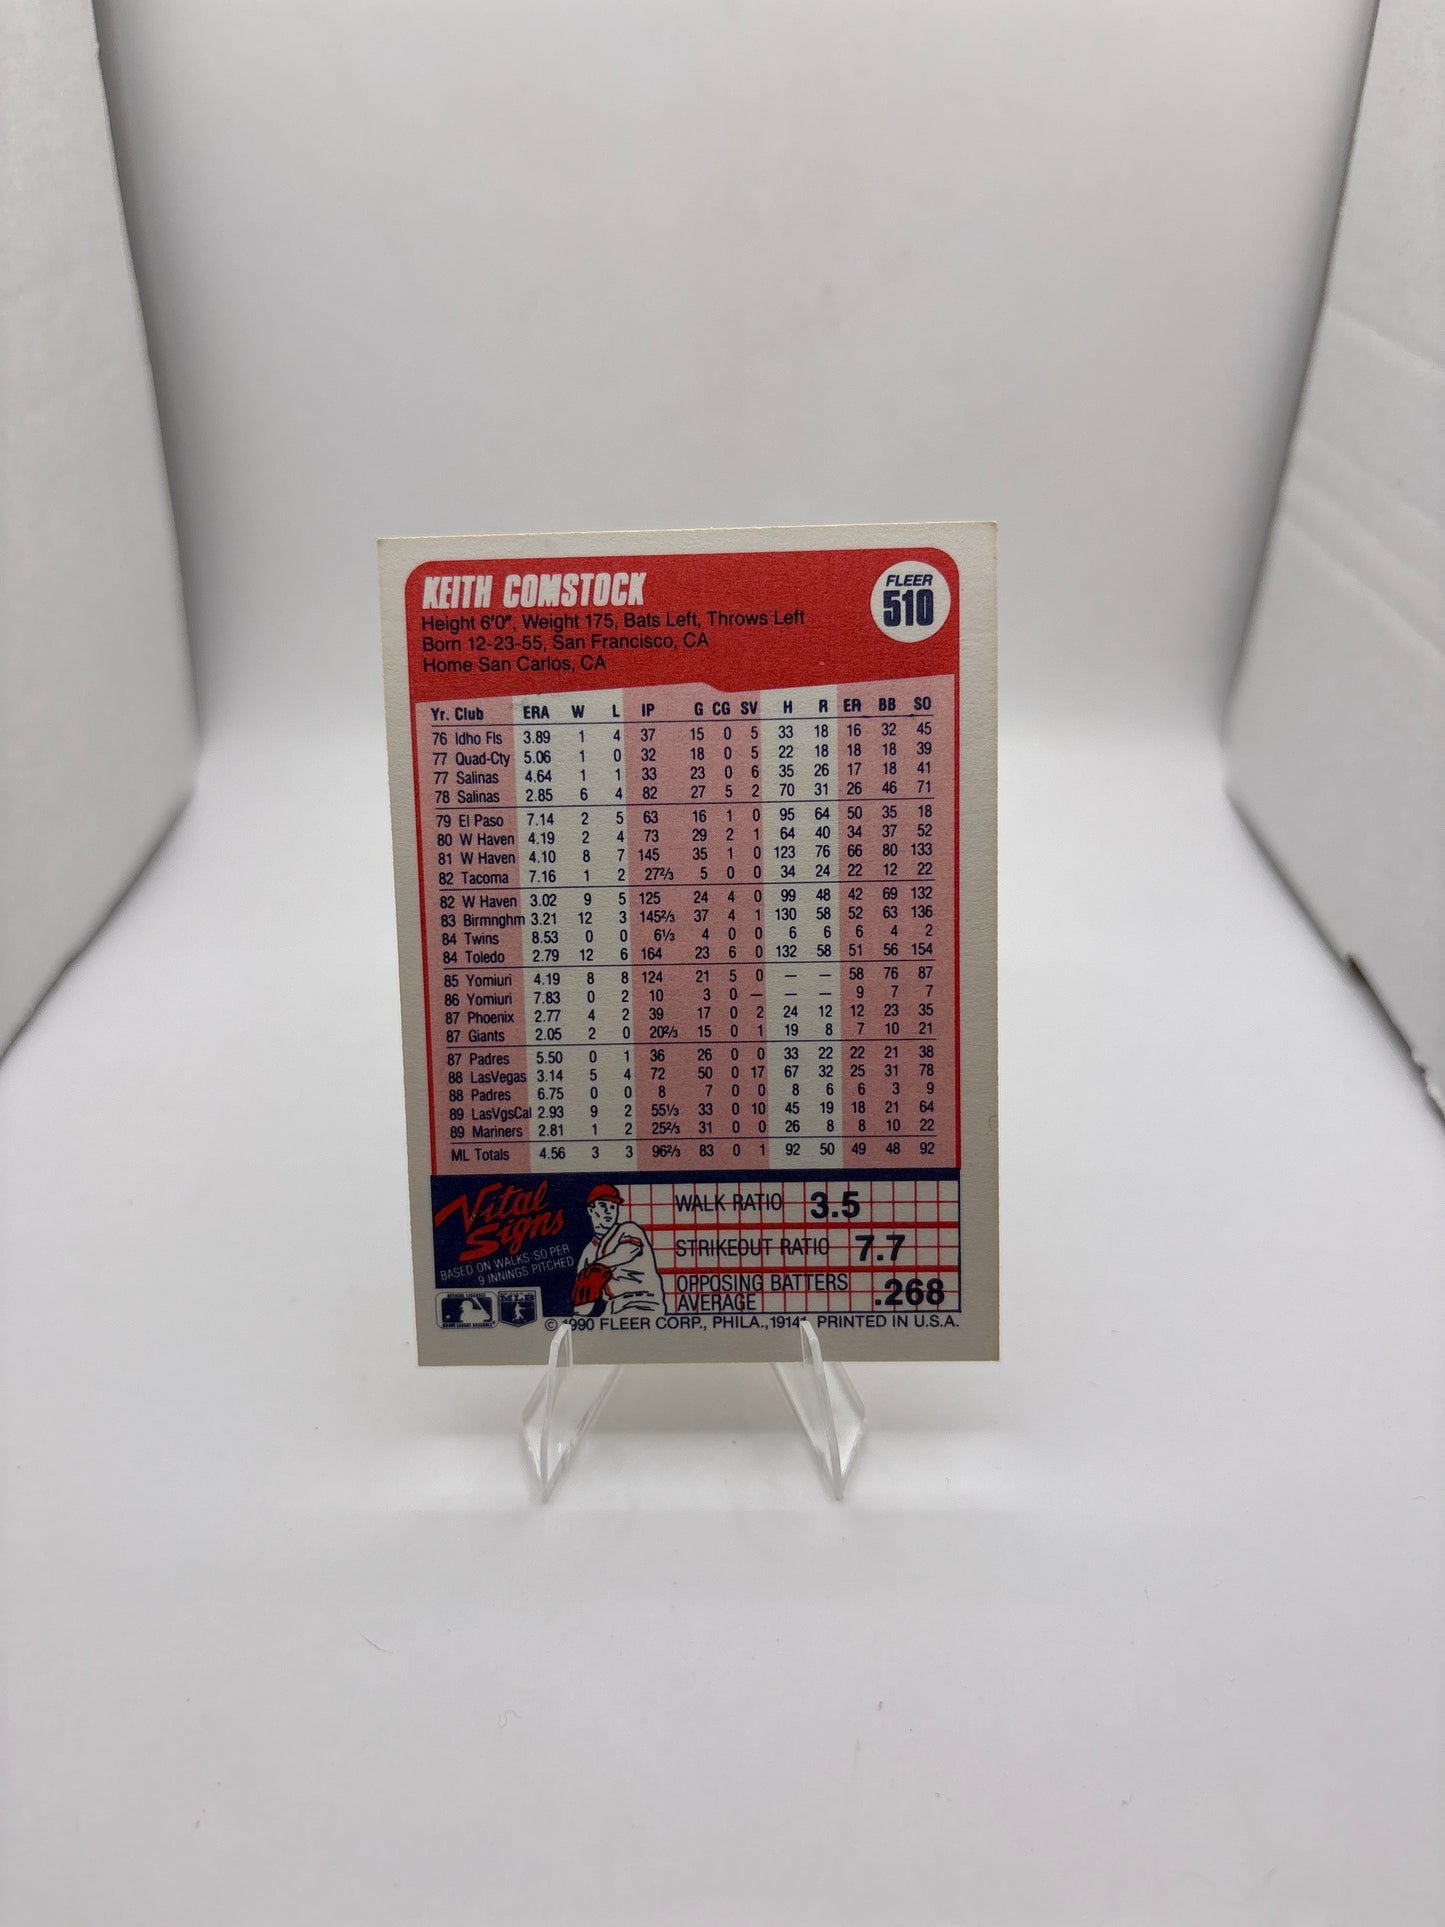 KEITH COMSTOCK
FLEER
510
Height 6'0", Weight 175, Bats Left, Throws Left
Born 12-23-55, San Francisco, CA
Home San Carlos, CA
Yr. Club ERA W L IP G CG SV H R ER BB SO
76 Idho Fls 3.89 1 4 37 15 0 5 33 18 16 32 45
77 Quad-Cty 5.06 1 0 32 18 0 5 22 18 18 18 39
77 Salinas 4.64 1 1 33 23 0 6 35 26 17 18 41
78 Salinas 2.85 6 4 82 27 5 2 70 31 26 46 71
79 El Paso 7.14 2 5 63 16 1 0 95 64 50 35 18
80 W Haven 4.19 2 4 73 29 2 1 64 40 34 37 52
81 W Haven 4.10 8 7 145 35 1 0 123 76 66 80 133
82 Tacoma 7.16 1 2 27⅔ 5 0 0 34 24 22 12 22
82 W Haven 3.02 9 5 125 24 4 0 99 48 42 69 132
83 Birmnghm 3.21 12 3 145⅔ 37 4 1 130 58 52 63 136
84 Twins 8.53 0 0 6⅓ 4 0 0 6 6 6 4 2
84 Toledo 2.79 12 6 164 23 6 0 132 58 51 56 154
85 Yomiuri 4.19 8 8 124 21 5 0 — — 58 76 87
86 Yomiuri 7.83 0 2 10 3 0 — — — 9 7 7
87 Phoenix 2.77 4 2 39 17 0 2 24 12 12 23 35
87 Giants 2.05 2 0 20⅔ 15 0 1 19 8 7 10 21
87 Padres 5.50 0 1 36 26 0 0 33 22 22 21 38
88 LasVegas 3.14 5 4 72 50 0 17 67 32 25 31 78
88 Padres 6.75 0 0 8 7 0 0 8 6 6 3 9
89 LasVgsCal 2.93 9 2 55⅓ 33 0 10 45 19 18 21 64
89 Mariners 2.81 1 2 25⅔ 31 0 0 26 8 8 10 22
ML Totals 4.56 3 3 96⅔ 83 0 1 92 50 49 48 92
Vital
Signs
BASED ON WALKS/SO PER
9 INNINGS PITCHED
WALK RATIO 3.5
STRIKEOUT RATIO 7.7
OPPOSING BATTERS
AVERAGE .268
MLB
© 1990 FLEER CORP., PHILA., 19141 PRINTED IN U.S.A.